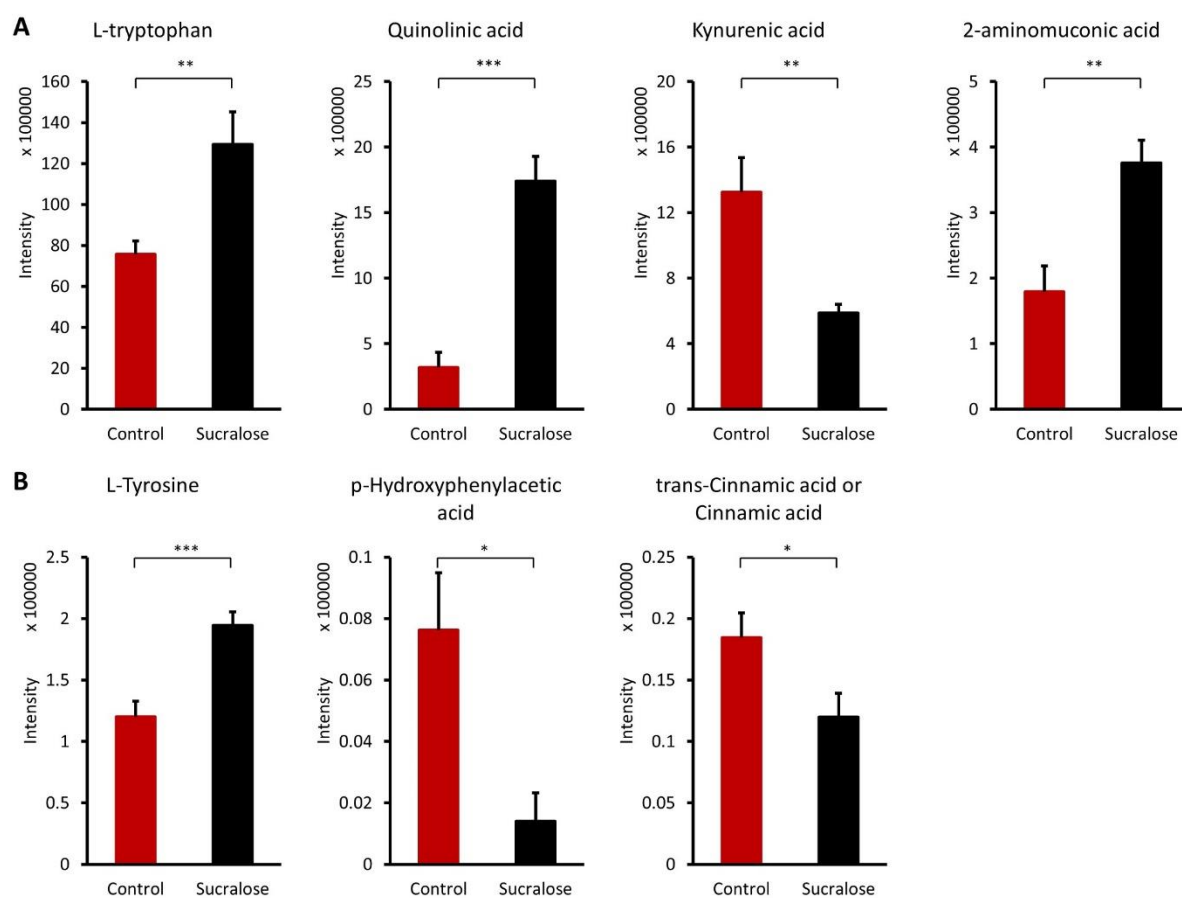 A
L-tryptophan
Quinolinic acid
Kynurenic acid
2-aminomuconic acid
**
***
**
**
x 100000
Intensity
160
140
120
100
80
60
40
20
0
Control Sucralose
x 100000
Intensity
25
20
15
10
5
0
Control Sucralose
x 100000
Intensity
20
16
12
8
4
0
Control Sucralose
x 100000
Intensity
5
4
3
2
1
0
Control Sucralose
B
L-Tyrosine
p-Hydroxyphenylacetic
acid
trans-Cinnamic acid or
Cinnamic acid
***
*
*
x 100000
Intensity
2.5
2
1.5
1
0.5
0
Control Sucralose
x 100000
Intensity
0.1
0.08
0.06
0.04
0.02
0
Control Sucralose
x 100000
Intensity
0.25
0.2
0.15
0.1
0.05
0
Control Sucralose